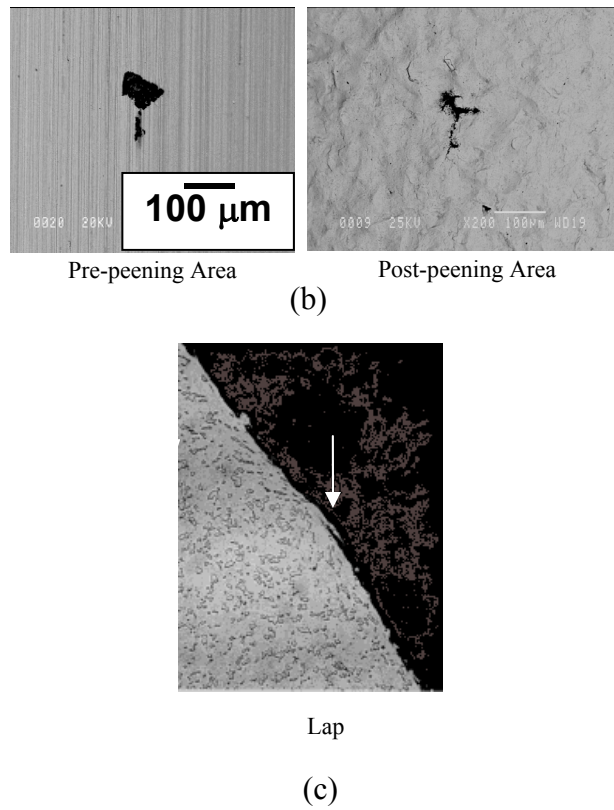 100 μm
0020 20KV
0009 25KV X200 100μm WD19
Pre-peening Area
Post-peening Area
(b)
Lap
(c)